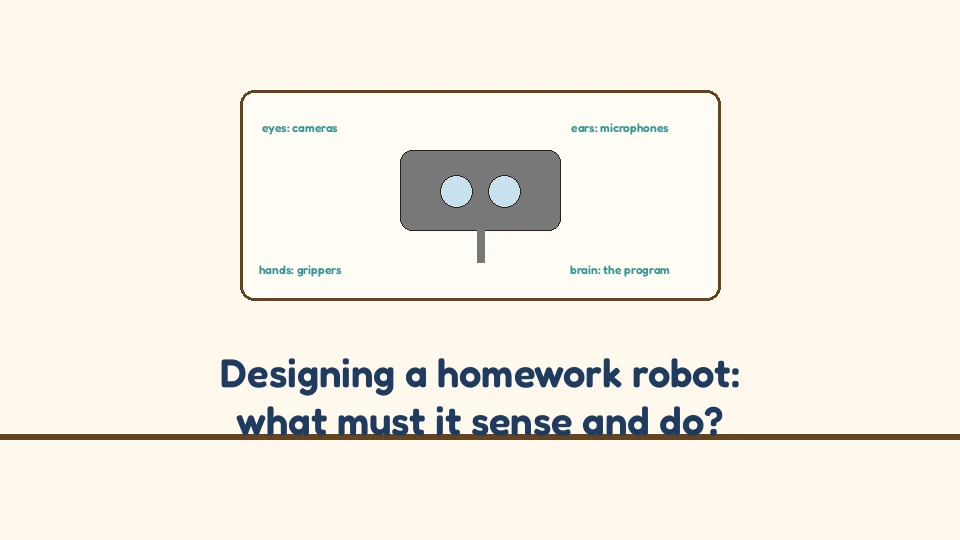 eyes: cameras
ears: microphones
hands: grippers
brain: the program
Designing a homework robot:
what must it sense and do?